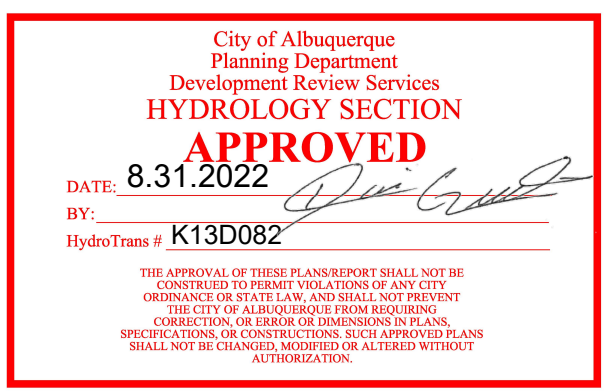 City of Albuquerque
Planning Department
Development Review Services
HYDROLOGY SECTION
APPROVED
DATE: 8.31.2022
BY:
HydroTrans # K13D082
THE APPROVAL OF THESE PLANS/REPORT SHALL NOT BE
CONSTRUED TO PERMIT VIOLATIONS OF ANY CITY
ORDINANCE OR STATE LAW, AND SHALL NOT PREVENT
THE CITY OF ALBUQUERQUE FROM REQUIRING
CORRECTION, OR ERROR OR DIMENSIONS IN PLANS,
SPECIFICATIONS, OR CONSTRUCTIONS. SUCH APPROVED PLANS
SHALL NOT BE CHANGED, MODIFIED OR ALTERED WITHOUT
AUTHORIZATION.